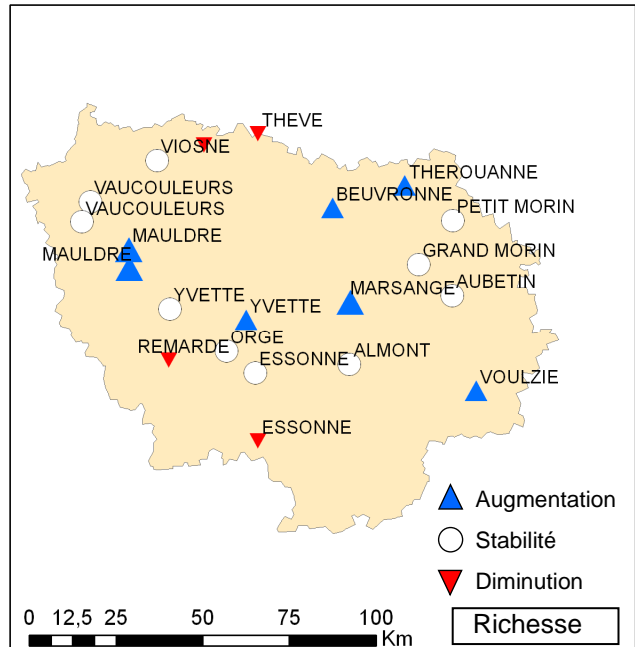 THEVE
VIOSNE
THEROUANNE
VAUCOULEURS
BEUVRONNE
VAUCOULEURS
PETIT MORIN
MAULDRE
MAULDRE
GRAND MORIN
YVETTE
MARSANGE
AUBETIN
YVETTE
REMARDE
ORGE
ESSONNE
ALMONT
VOULZIE
ESSONNE
Augmentation
Stabilité
Diminution
0 12,5 25 50 75 100
Km
Richesse